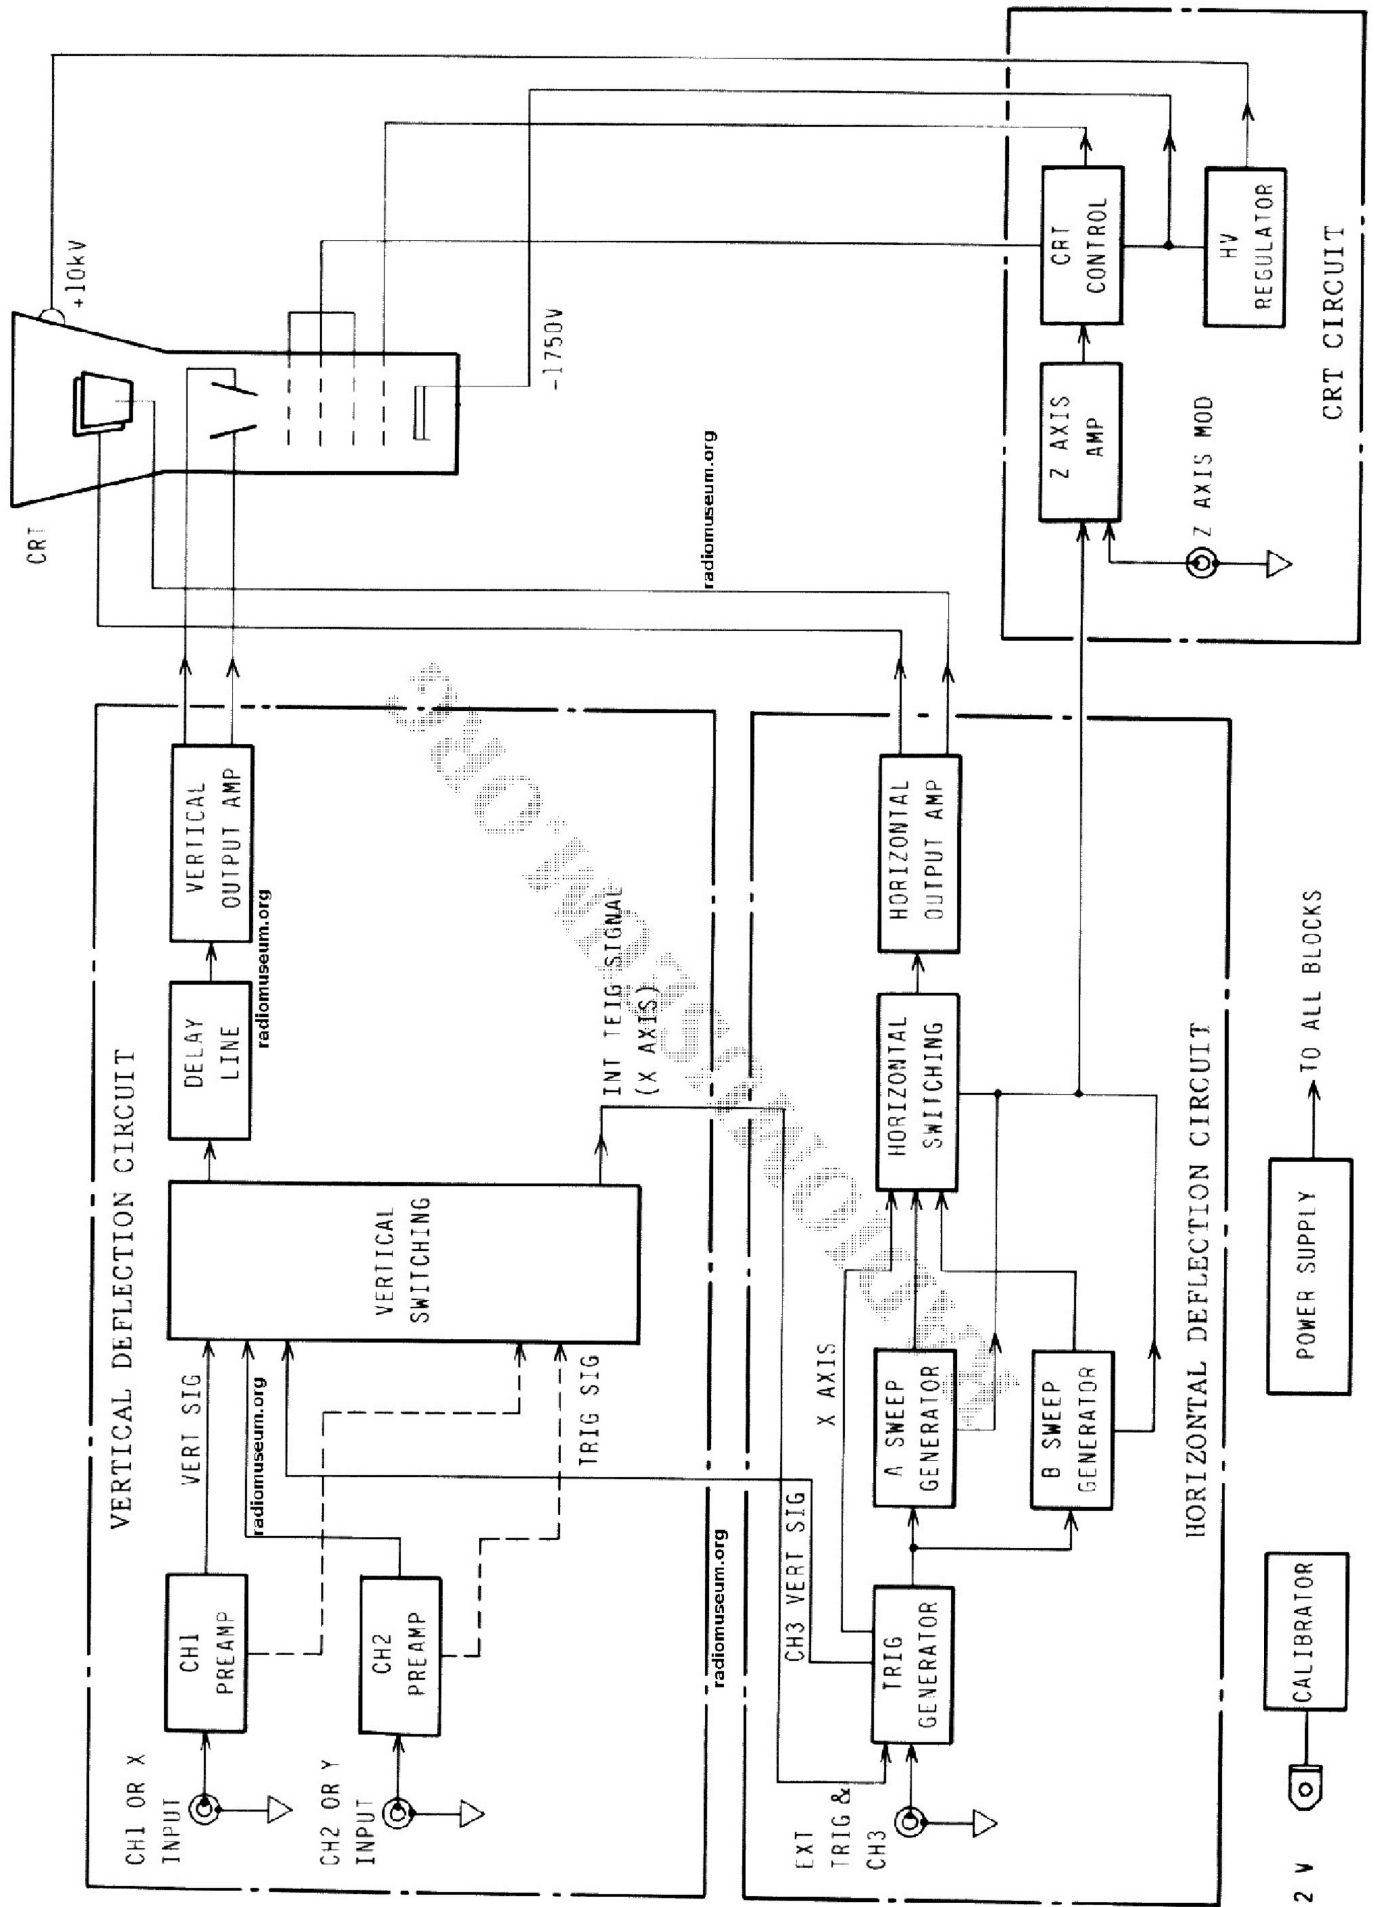 VERTICAL DEFLECTION CIRCUIT
CH1 OR X
INPUT
CH1
PREAMP
VERT SIG
CH2 OR Y
INPUT
CH2
PREAMP
TRIG SIG
VERTICAL
SWITCHING
DELAY
LINE
VERTICAL
OUTPUT AMP
INT TEIG SIGNAL
(X AXIS)
CRT
+10kV
-1750V
EXT
TRIG &
CH3
CH3 VERT SIG
TRIG
GENERATOR
X AXIS
A SWEEP
GENERATOR
B SWEEP
GENERATOR
HORIZONTAL
SWITCHING
HORIZONTAL
OUTPUT AMP
HORIZONTAL DEFLECTION CIRCUIT
Z AXIS
AMP
CRT
CONTROL
HV
REGULATOR
Z AXIS MOD
CRT CIRCUIT
2 V
CALIBRATOR
POWER SUPPLY
TO ALL BLOCKS
radiomuseum.org
radiomuseum.org
radiomuseum.org
radiomuseum.org
radiomuseum.org